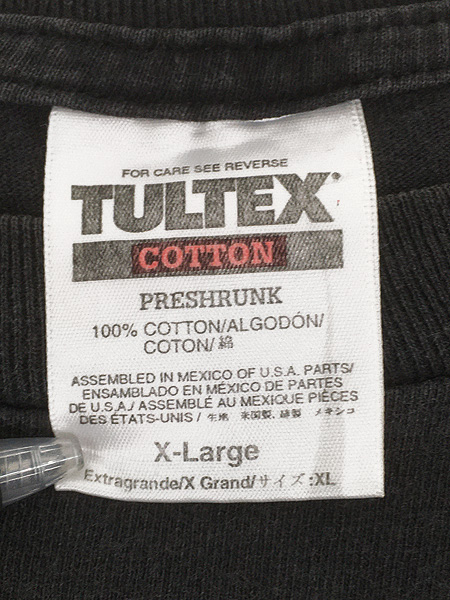 FOR CARE SEE REVERSE
TULTEX®
COTTON
PRESHRUNK
100% COTTON/ALGODÓN/
COTON/綿
ASSEMBLED IN MEXICO OF U.S.A. PARTS/
ENSAMBLADO EN MÉXICO DE PARTES
DE U.S.A./ ASSEMBLÉ AU MEXIQUE PIÈCES
DES ÉTATS-UNIS / 生地 米国製、縫製 メキシコ
X-Large
Extragrande/X Grand/サイズ:XL